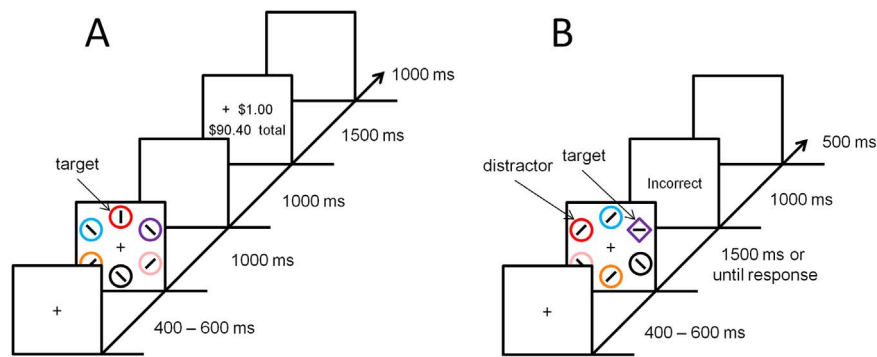 A
B
1000 ms
+ $1.00
$90.40 total
1500 ms
target
1000 ms
+
1000 ms
+
400 – 600 ms
500 ms
target
distractor
Incorrect
1000 ms
+
1500 ms or
until response
+
400 – 600 ms